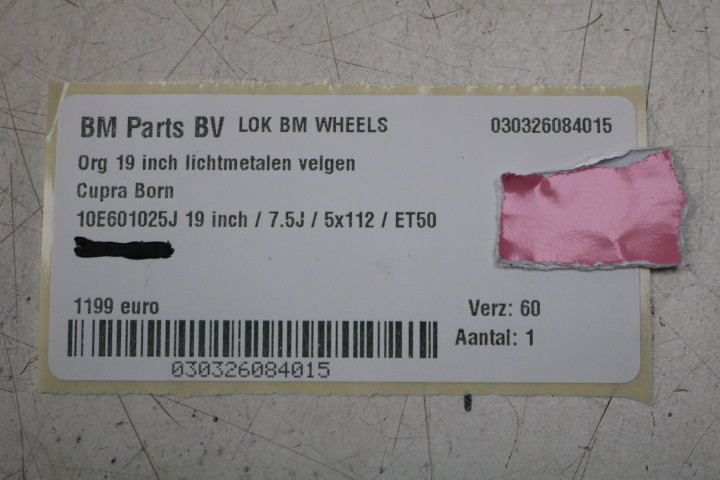 BM Parts BV LOK BM WHEELS 030326084015
Org 19 inch lichtmetalen velgen
Cupra Born
10E601025J 19 inch / 7.5J / 5x112 / ET50
1199 euro Verz: 60
Aantal: 1
030326084015